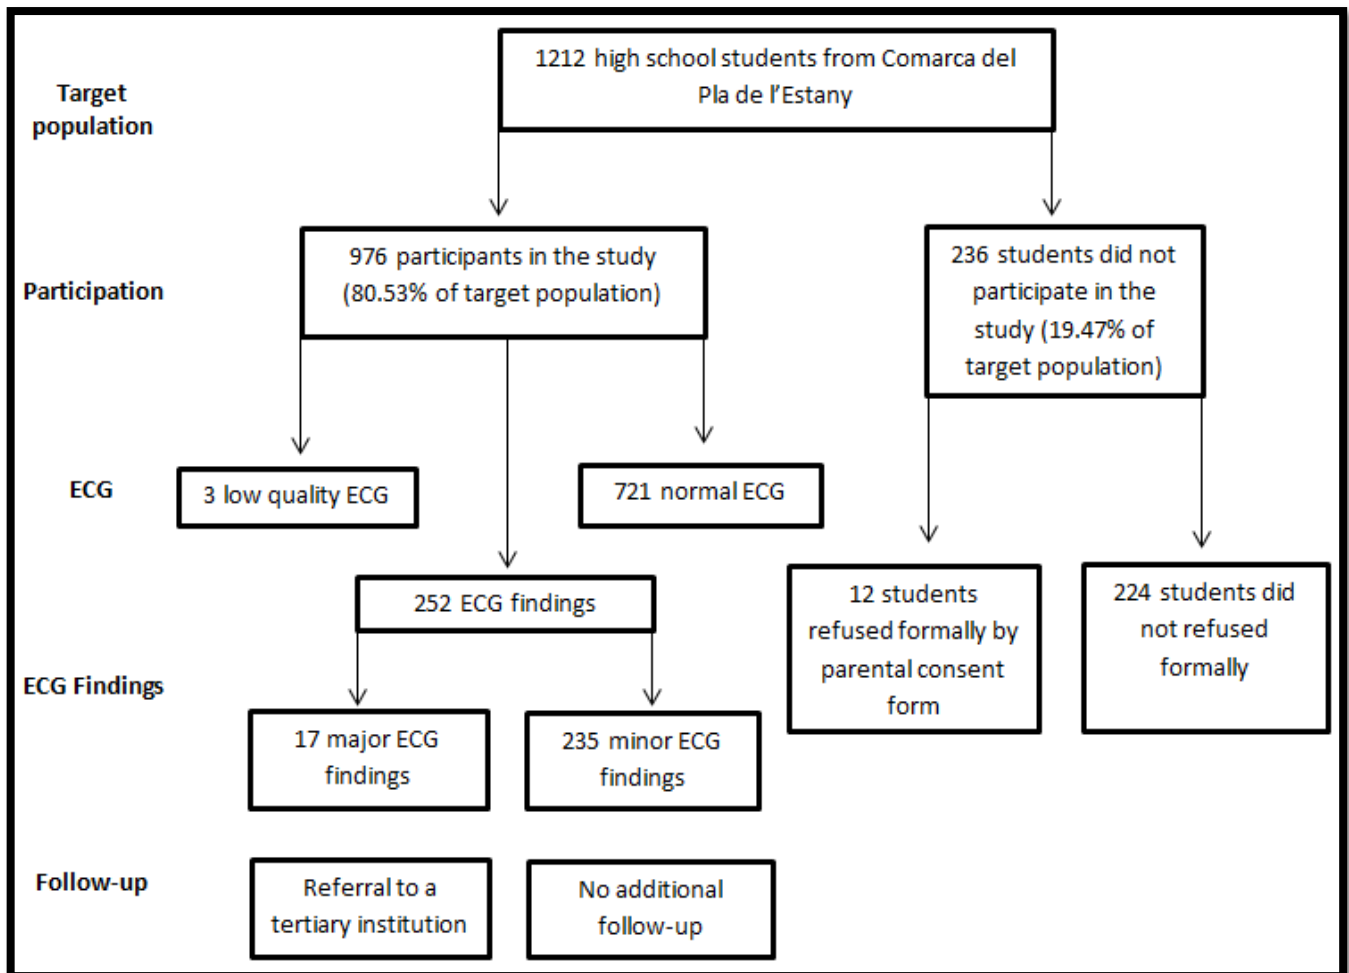 Target
population
1212 high school students from Comarca del
Pla de l'Estany
Participation
976 participants in the study
(80.53% of target population)
236 students did not
participate in the
study (19.47% of
target population)
ECG
3 low quality ECG
721 normal ECG
252 ECG findings
12 students
refused formally by
parental consent
form
224 students did
not refused
formally
ECG Findings
17 major ECG
findings
235 minor ECG
findings
Follow-up
Referral to a
tertiary institution
No additional
follow-up